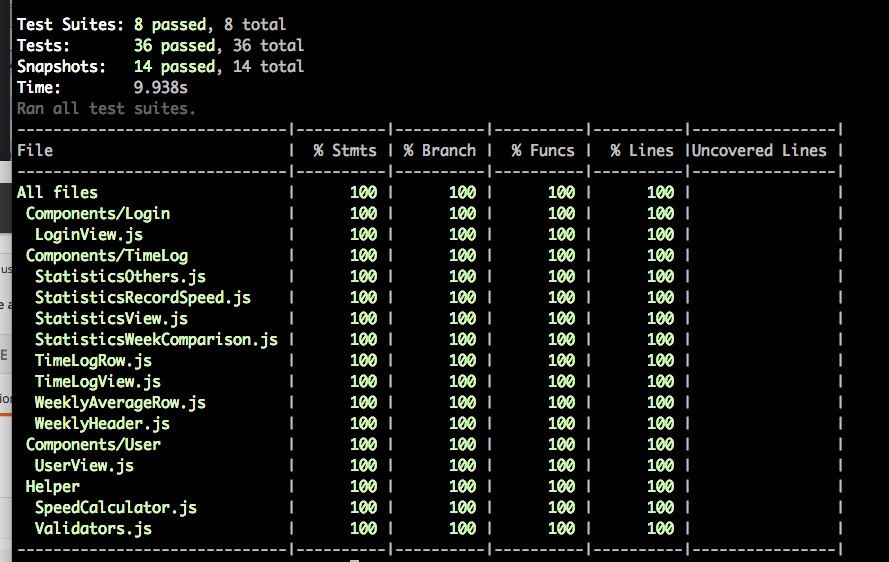 Test Suites: 8 passed, 8 total
Tests:       36 passed, 36 total
Snapshots:   14 passed, 14 total
Time:        9.938s
Ran all test suites.
------------------------------|----------|----------|----------|----------|----------------|
File                          |  % Stmts | % Branch |  % Funcs |  % Lines |Uncovered Lines |
------------------------------|----------|----------|----------|----------|----------------|
All files                     |      100 |      100 |      100 |      100 |                |
 Components/Login             |      100 |      100 |      100 |      100 |                |
  LoginView.js                |      100 |      100 |      100 |      100 |                |
 Components/TimeLog           |      100 |      100 |      100 |      100 |                |
  StatisticsOthers.js         |      100 |      100 |      100 |      100 |                |
  StatisticsRecordSpeed.js    |      100 |      100 |      100 |      100 |                |
  StatisticsView.js           |      100 |      100 |      100 |      100 |                |
  StatisticsWeekComparison.js |      100 |      100 |      100 |      100 |                |
  TimeLogRow.js               |      100 |      100 |      100 |      100 |                |
  TimeLogView.js              |      100 |      100 |      100 |      100 |                |
  WeeklyAverageRow.js         |      100 |      100 |      100 |      100 |                |
  WeeklyHeader.js             |      100 |      100 |      100 |      100 |                |
 Components/User              |      100 |      100 |      100 |      100 |                |
  UserView.js                 |      100 |      100 |      100 |      100 |                |
 Helper                       |      100 |      100 |      100 |      100 |                |
  SpeedCalculator.js          |      100 |      100 |      100 |      100 |                |
  Validators.js               |      100 |      100 |      100 |      100 |                |
------------------------------|----------|----------|----------|----------|----------------|